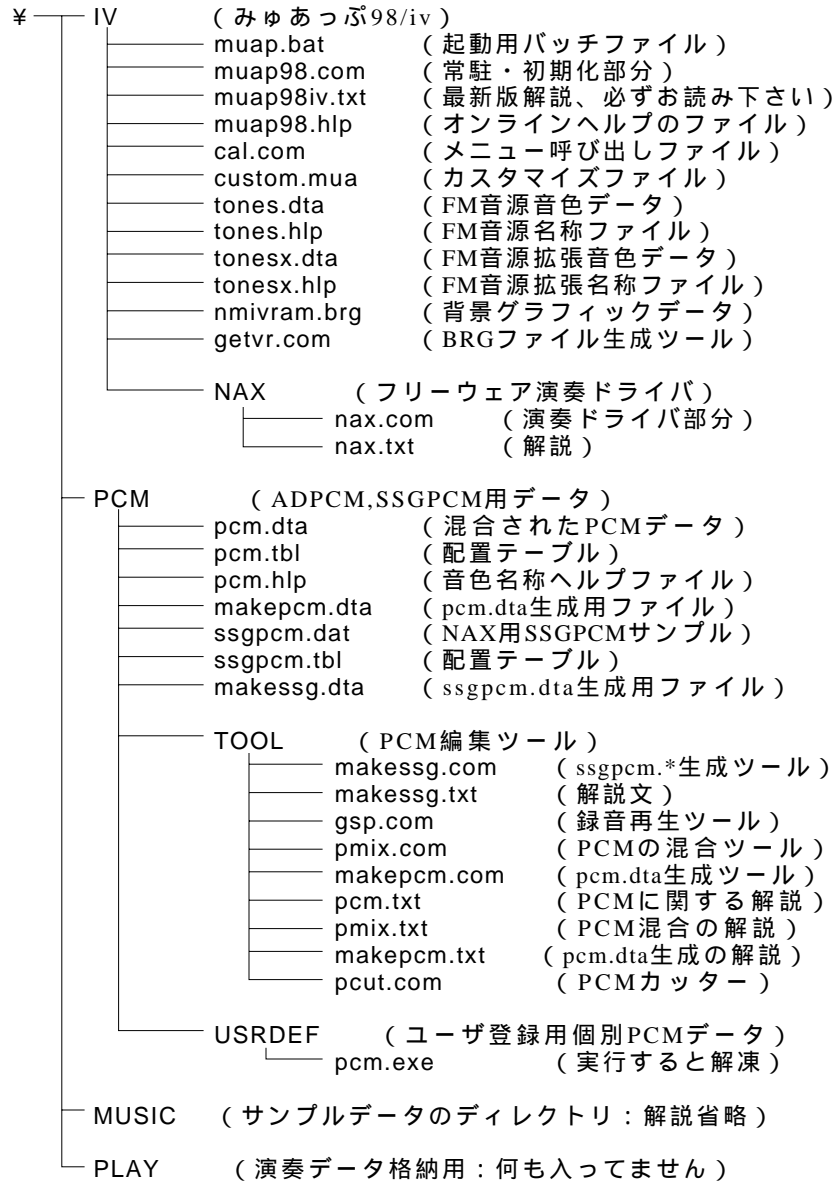 ¥ IV （みゅあっぷ98/iv）
muap.bat （起動用バッチファイル）
muap98.com （常駐・初期化部分）
muap98iv.txt （最新版解説、必ずお読み下さい）
muap98.hlp （オンラインヘルプのファイル）
cal.com （メニュー呼び出しファイル）
custom.mua （カスタマイズファイル）
tones.dta （FM音源音色データ）
tones.hlp （FM音源名称ファイル）
tonesx.dta （FM音源拡張音色データ）
tonesx.hlp （FM音源拡張名称ファイル）
nmivram.brg （背景グラフィックデータ）
getvr.com （BRGファイル生成ツール）
NAX （フリーウェア演奏ドライバ）
nax.com （演奏ドライバ部分）
nax.txt （解説）
PCM （ADPCM,SSGPCM用データ）
pcm.dta （混合されたPCMデータ）
pcm.tbl （配置テーブル）
pcm.hlp （音色名称ヘルプファイル）
makepcm.dta （pcm.dta生成用ファイル）
ssgpcm.dat （NAX用SSGPCMサンプル）
ssgpcm.tbl （配置テーブル）
makessg.dta （ssgpcm.dta生成用ファイル）
TOOL （PCM編集ツール）
makessg.com （ssgpcm.*生成ツール）
makessg.txt （解説文）
gsp.com （録音再生ツール）
pmix.com （PCMの混合ツール）
makepcm.com （pcm.dta生成ツール）
pcm.txt （PCMに関する解説）
pmix.txt （PCM混合の解説）
makepcm.txt （pcm.dta生成の解説）
pcut.com （PCMカッター）
USRDEF （ユーザ登録用個別PCMデータ）
pcm.exe （実行すると解凍）
MUSIC （サンプルデータのディレクトリ：解説省略）
PLAY （演奏データ格納用：何も入ってません）